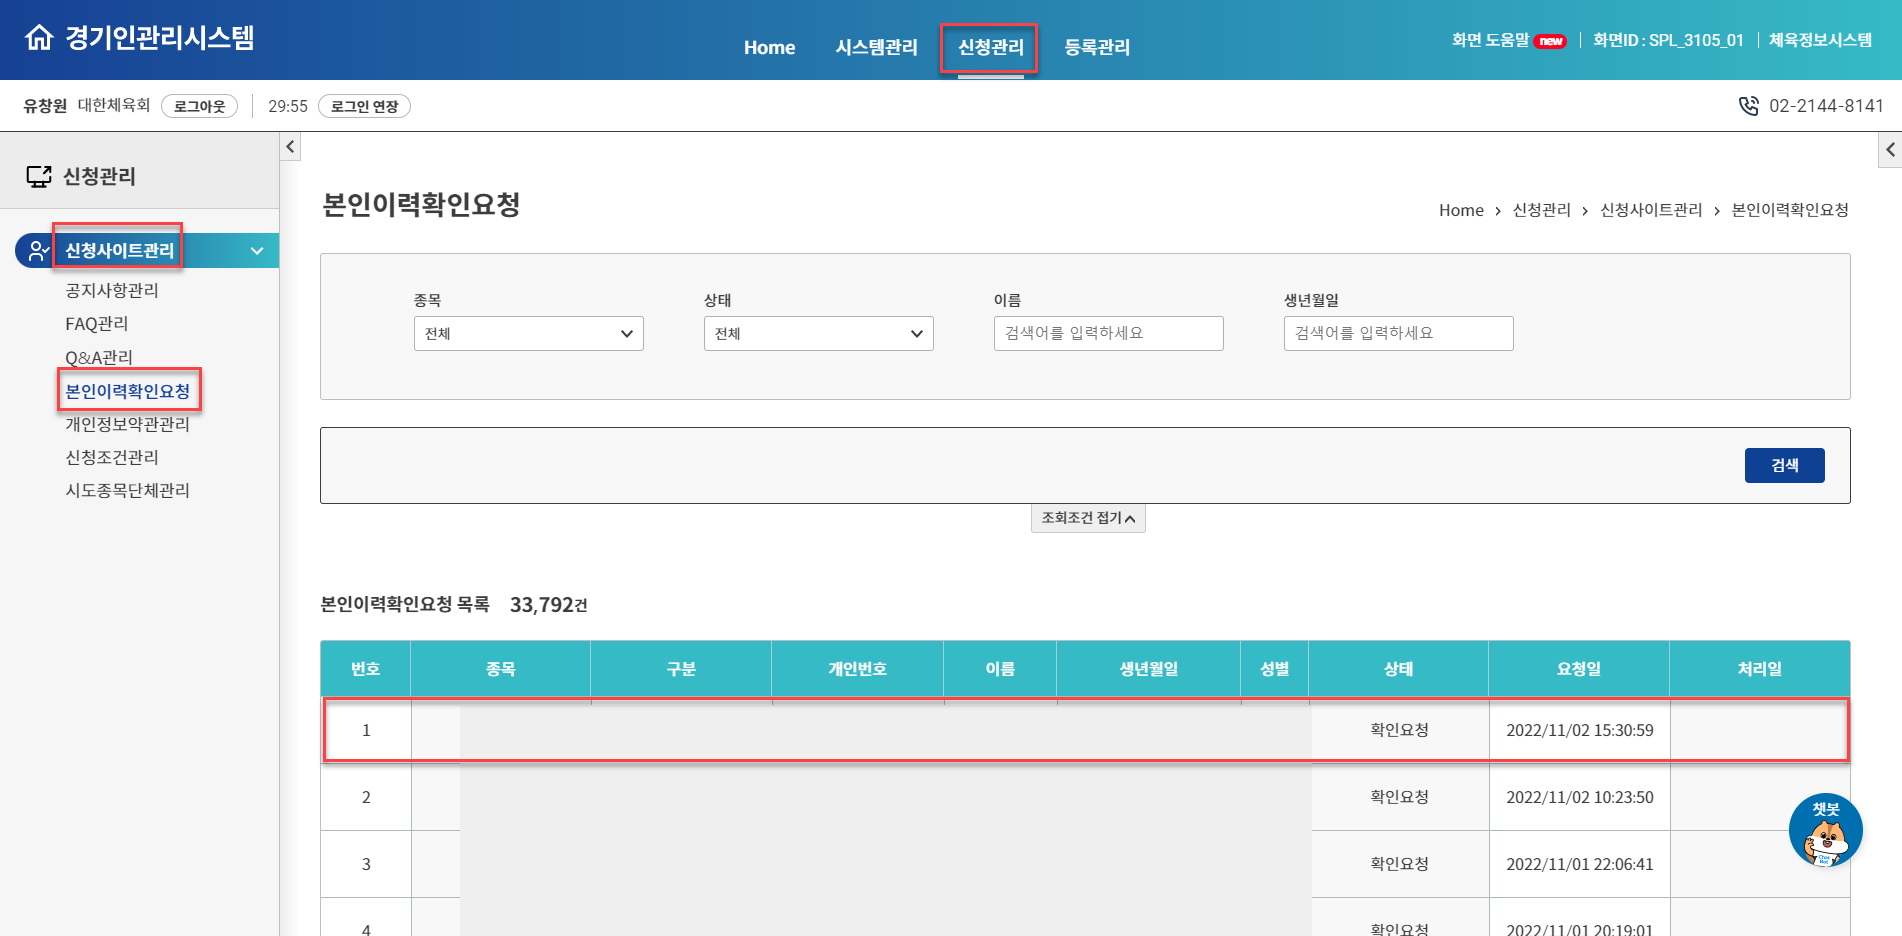 경기인관리시스템
Home 시스템관리 신청관리 등록관리
화면 도움말 new 화면ID : SPL_3105_01 체육정보시스템
유창원 대한체육회 로그아웃 29:55 로그인 연장
02-2144-8141
신청관리
신청사이트관리
공지사항관리
FAQ관리
Q&A관리
본인이력확인요청
개인정보약관관리
신청조건관리
시도종목단체관리
본인이력확인요청
Home > 신청관리 > 신청사이트관리 > 본인이력확인요청
종목 상태 이름 생년월일
전체 전체 검색어를 입력하세요 검색어를 입력하세요
검색
조회조건 접기
본인이력확인요청 목록 33,792건
번호 종목 구분 개인번호 이름 생년월일 성별 상태 요청일 처리일
1 확인요청 2022/11/02 15:30:59
2 확인요청 2022/11/02 10:23:50
챗봇
Chat Bot
3 확인요청 2022/11/01 22:06:41
4 확인요청 2022/11/01 20:19:01